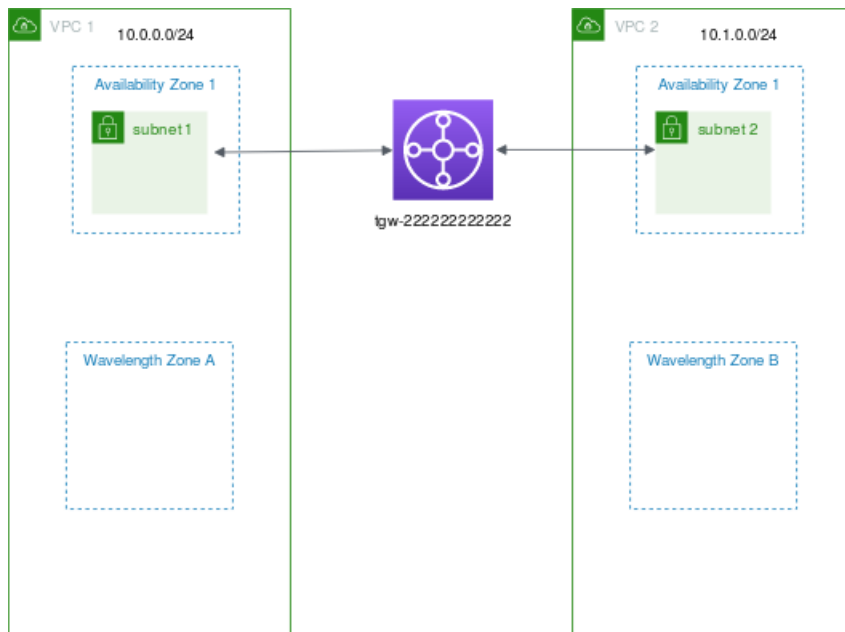 VPC 1
10.0.0.0/24
Availability Zone 1
subnet 1
Wavelength Zone A
tgw-222222222222
VPC 2
10.1.0.0/24
Availability Zone 1
subnet 2
Wavelength Zone B